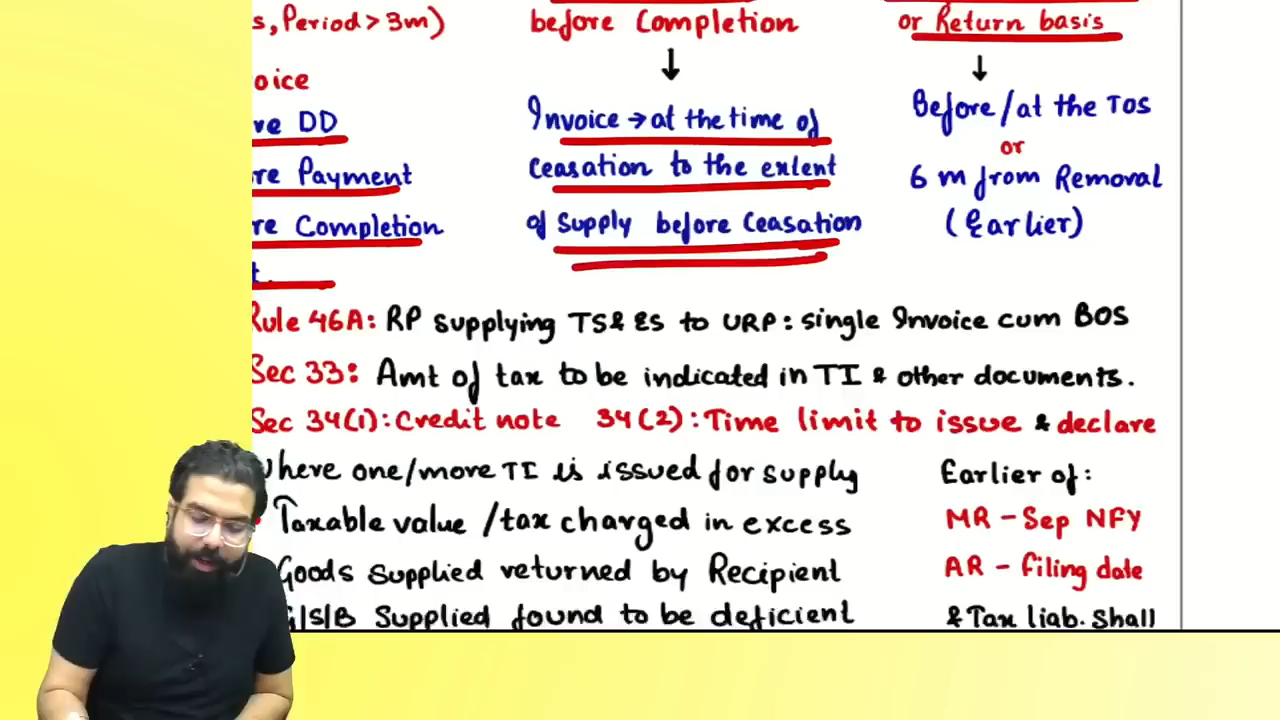 s, Period > 3m)
before Completion
or Return basis
oice
ve DD
Invoice → at the time of
Before/at the TOS
or
re Payment
Ceasation to the extent
6 m from Removal
re Completion
of Supply before Ceasation
(Earlier)
t.
Rule 46A: RP supplying TS & ES to URP: single Invoice cum BOS
Sec 33: Amt of tax to be indicated in TI & other documents.
Sec 34(1): Credit note 34(2): Time limit to issue & declare
here one/more TI is issued for supply
Earlier of:
Taxable value/tax charged in excess
MR - Sep NFY
Goods supplied returned by Recipient
AR - filing date
G/S/B Supplied found to be deficient
& Tax liab. shall